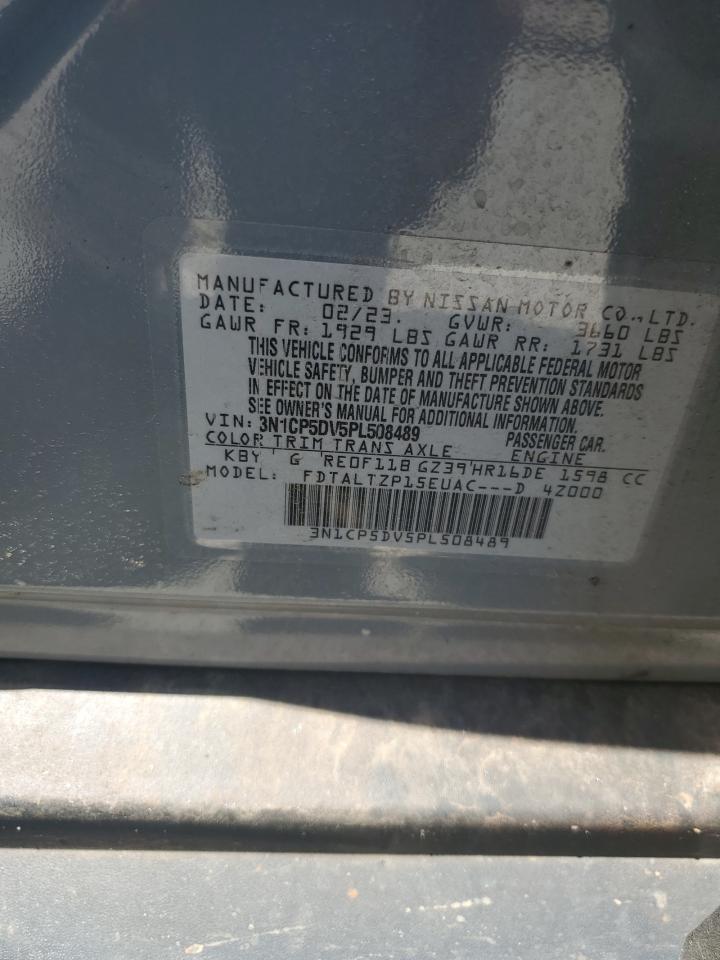 MANUFACTURED BY NISSAN MOTOR CO., LTD.
DATE: 02/23. GVWR: 3660 LBS
GAWR FR: 1929 LBS GAWR RR: 1731 LBS
THIS VEHICLE CONFORMS TO ALL APPLICABLE FEDERAL MOTOR
VEHICLE SAFETY, BUMPER AND THEFT PREVENTION STANDARDS
IN EFFECT ON THE DATE OF MANUFACTURE SHOWN ABOVE.
SEE OWNER'S MANUAL FOR ADDITIONAL INFORMATION.
VIN: 3N1CP5DV5PL508489 PASSENGER CAR.
COLOR TRIM TRANS AXLE ENGINE
KBY G RE0F11B GZ39 HR16DE 1598 CC
MODEL: FDTALTZP15EUAC---D 4Z000
3N1CP5DV5PL508489